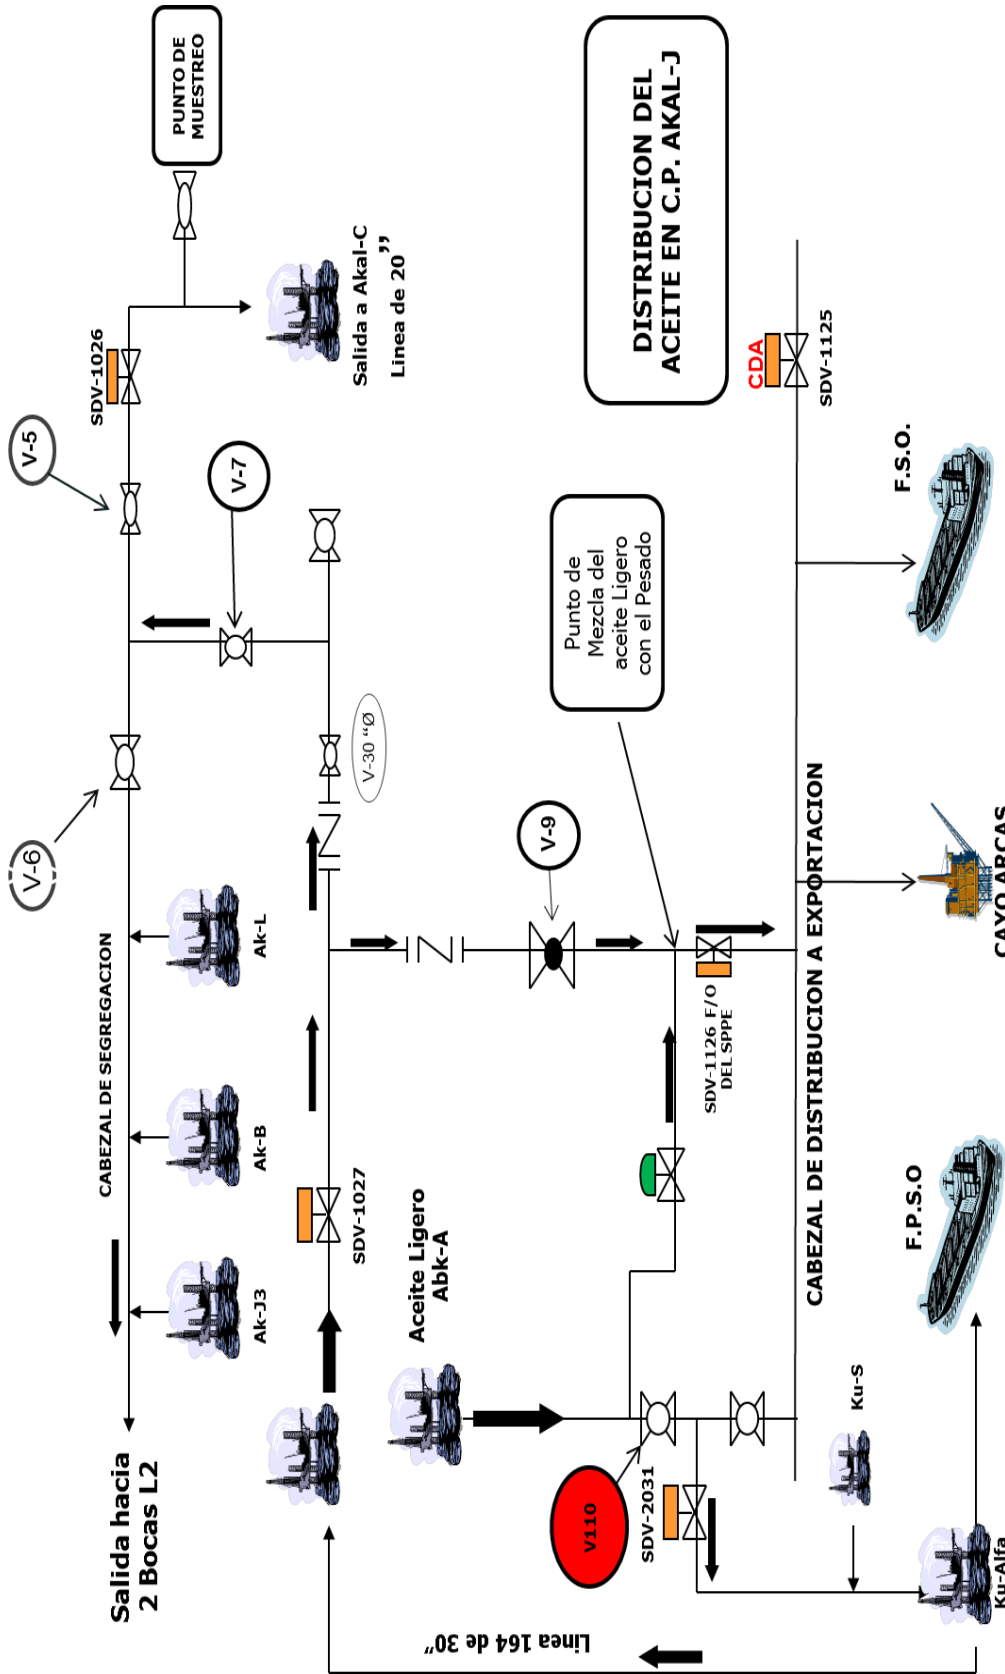 Salida hacia
2 Bocas L2
CABEZAL DE SEGREGACION
Ak-J3
Ak-B
Ak-L
V-6
V-5
V-7
SDV-1026
PUNTO DE
MUESTREO
Salida a Akal-C
Linea de 20”
V-30 “Ø
SDV-1027
Aceite Ligero
Abk-A
V-9
Punto de
Mezcla del
aceite Ligero
con el Pesado
DISTRIBUCION DEL
ACEITE EN C.P. AKAL-J
V110
SDV-2031
SDV-1126 F/O
DEL SPPE
CDA
SDV-1125
CABEZAL DE DISTRIBUCION A EXPORTACION
Linea 164 de 30”
Ku-S
Ku-Alfa
F.P.S.O
CAYO ARCAS
F.S.O.